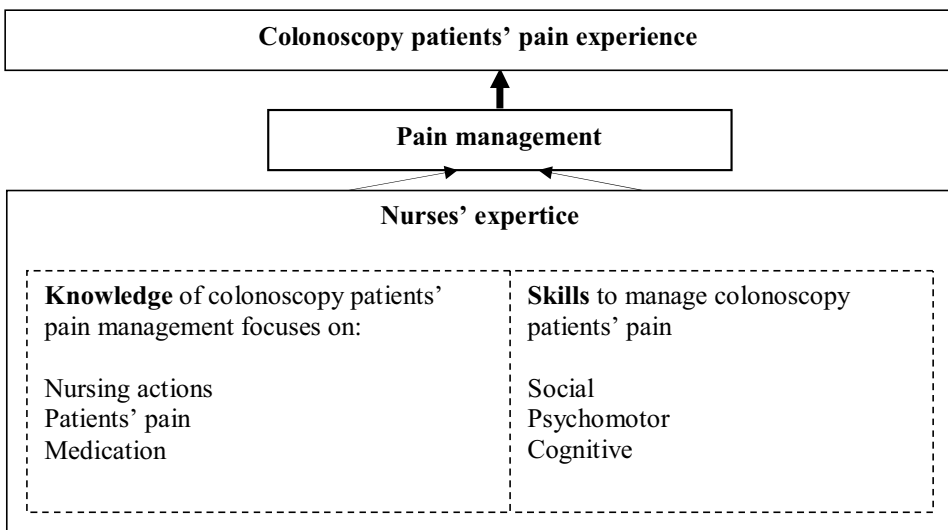 Colonoscopy patients’ pain experience
Pain management
Nurses’ expertice
Knowledge of colonoscopy patients’
pain management focuses on:
Nursing actions
Patients’ pain
Medication
Skills to manage colonoscopy
patients’ pain
Social
Psychomotor
Cognitive